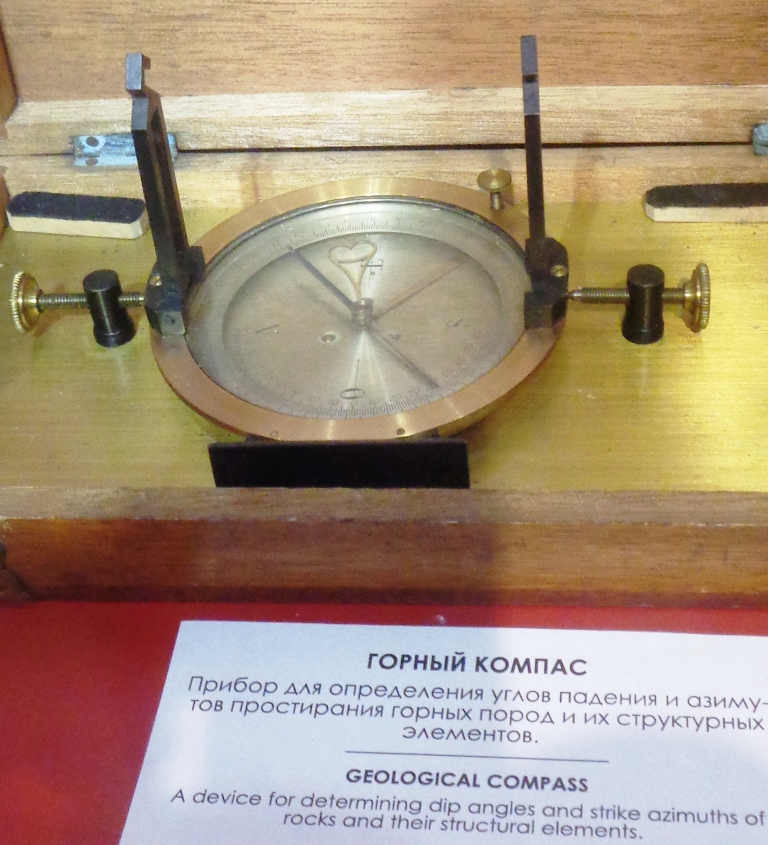 ГОРНЫЙ КОМПАС
Прибор для определения углов падения и азиму-
тов простирания горных пород и их структурных
элементов.
GEOLOGICAL COMPASS
A device for determining dip angles and strike azimuths of
rocks and their structural elements.